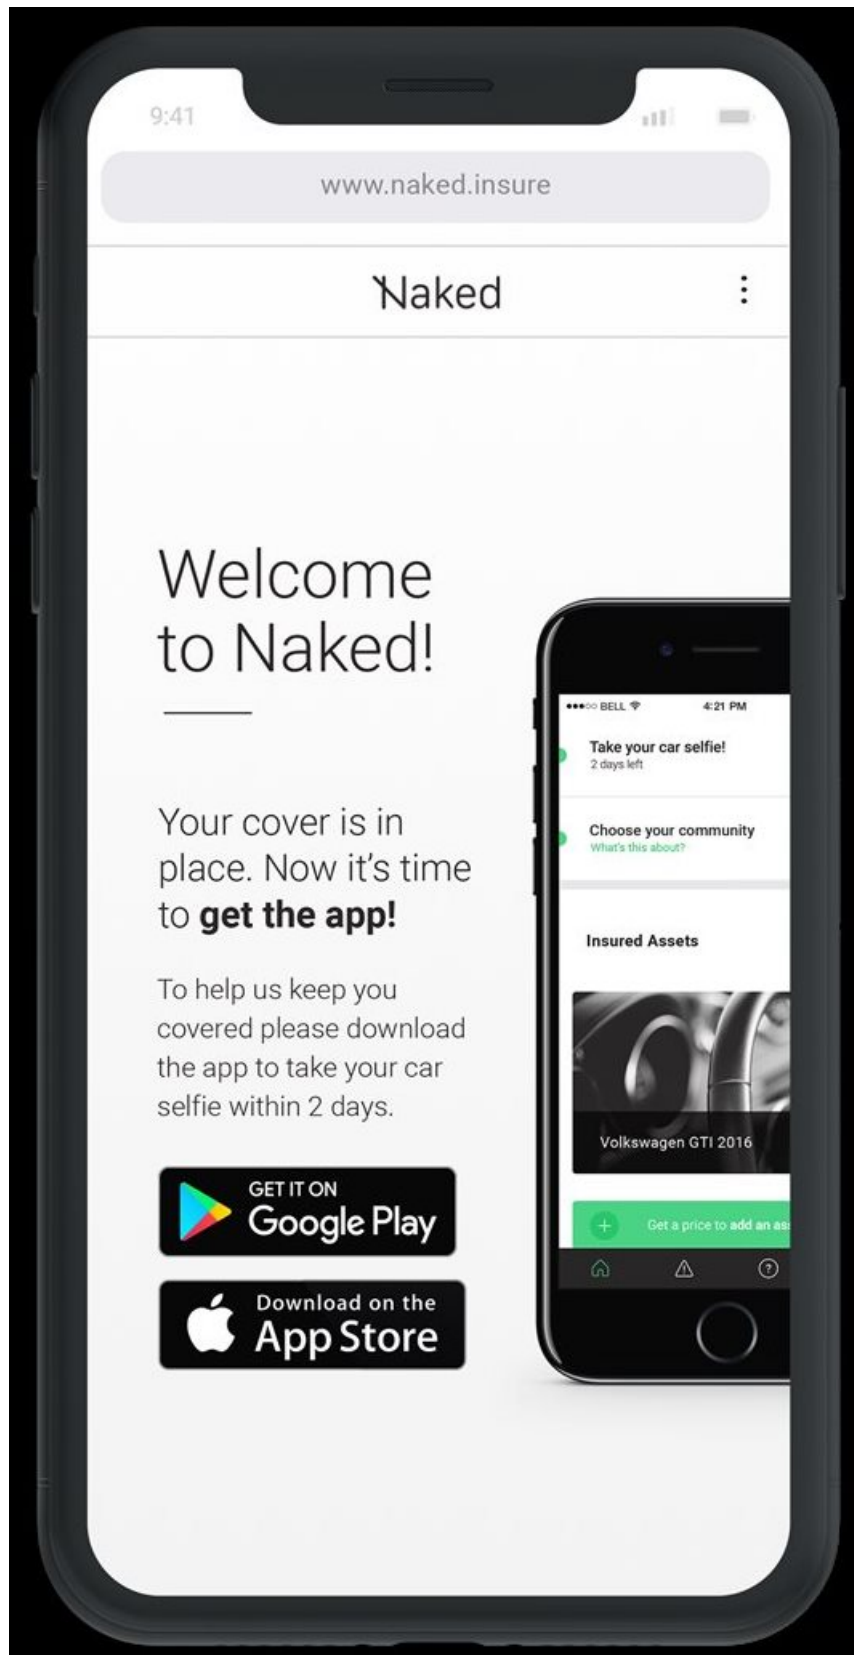 9:41
www.naked.insure
Naked
Welcome
to Naked!
Your cover is in
place. Now it's time
to get the app!
To help us keep you
covered please download
the app to take your car
selfie within 2 days.
GET IT ON
Google Play
Download on the
App Store
BELL 4:21 PM
Take your car selfie!
2 days left
Choose your community
What's this about?
Insured Assets
Volkswagen GTI 2016
+ Get a price to add an as
?